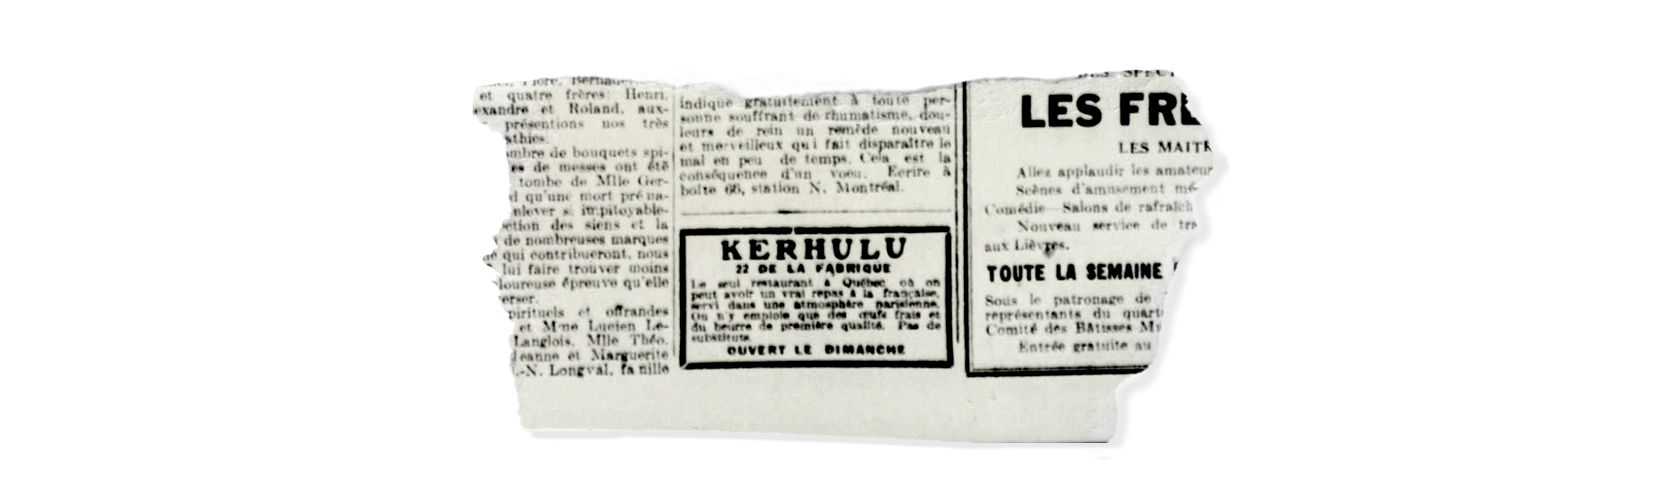 et quatre frères: Henri,
exandre et Roland, aux-
présentions nos très
athies.
ombre de bouquets spi-
es de messes ont été
tombe de Mlle Ger-
d qu'une mort préma-
nlever si impitoyable-
ection des siens et la
de nombreuses marques
qui contribueront, nous
lui faire trouver moins
loureuse épreuve qu'elle
erser.
pirituels et offrandes
et Mme Lucien Le-
Langlois, Mlle Théo.
Jeanne et Marguerite
.-N. Longval, famille
indique gratuitement à toute per-
sonne souffrant de rhumatisme, dou-
leurs de rein un remède nouveau
et merveilleux qui fait disparaître le
mal en peu de temps. Cela est la
conséquence d'un voeu. Ecrire à
boîte 66, station N. Montréal.
KERHULU
22 DE LA FABRIQUE
Le seul restaurant à Québec où on
peut avoir un vrai repas à la française,
servi dans une atmosphère parisienne.
On n'y emploie que des œufs frais et
du beurre de première qualité. Pas de
substituts.
OUVERT LE DIMANCHE
DES SPECT
LES FRE
LES MAITR
Allez applaudir les amateur
Scènes d'amusement mé-
Comédie—Salons de rafraîch
Nouveau service de tra
aux Lièvres.
TOUTE LA SEMAINE
Sous le patronage de
représentants du quart
Comité des Bâtisses Mu
Entrée gratuite au